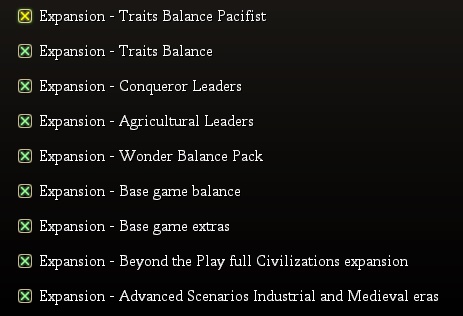 Expansion - Traits Balance Pacifist
Expansion - Traits Balance
Expansion - Conqueror Leaders
Expansion - Agricultural Leaders
Expansion - Wonder Balance Pack
Expansion - Base game balance
Expansion - Base game extras
Expansion - Beyond the Play full Civilizations expansion
Expansion - Advanced Scenarios Industrial and Medieval eras